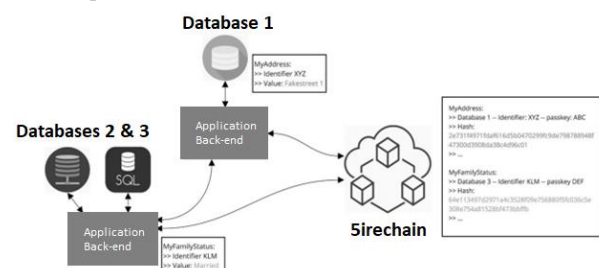 Database 1
MyAddress:
>> Identifier XYZ
>> Value: Fakestreet 1
Application
Back-end
Databases 2 & 3
SQL
Application
Back-end
MyFamilyStatus:
>> Identifier KLM
>> Value: Married
5irechain
MyAddress:
>> Database 1 -- Identifier: XYZ -- passkey: ABC
>> Hash:
>> ...
MyFamilyStatus:
>> Database 3 -- Identifier KLM -- passkey DEF
>> Hash:
>> ...